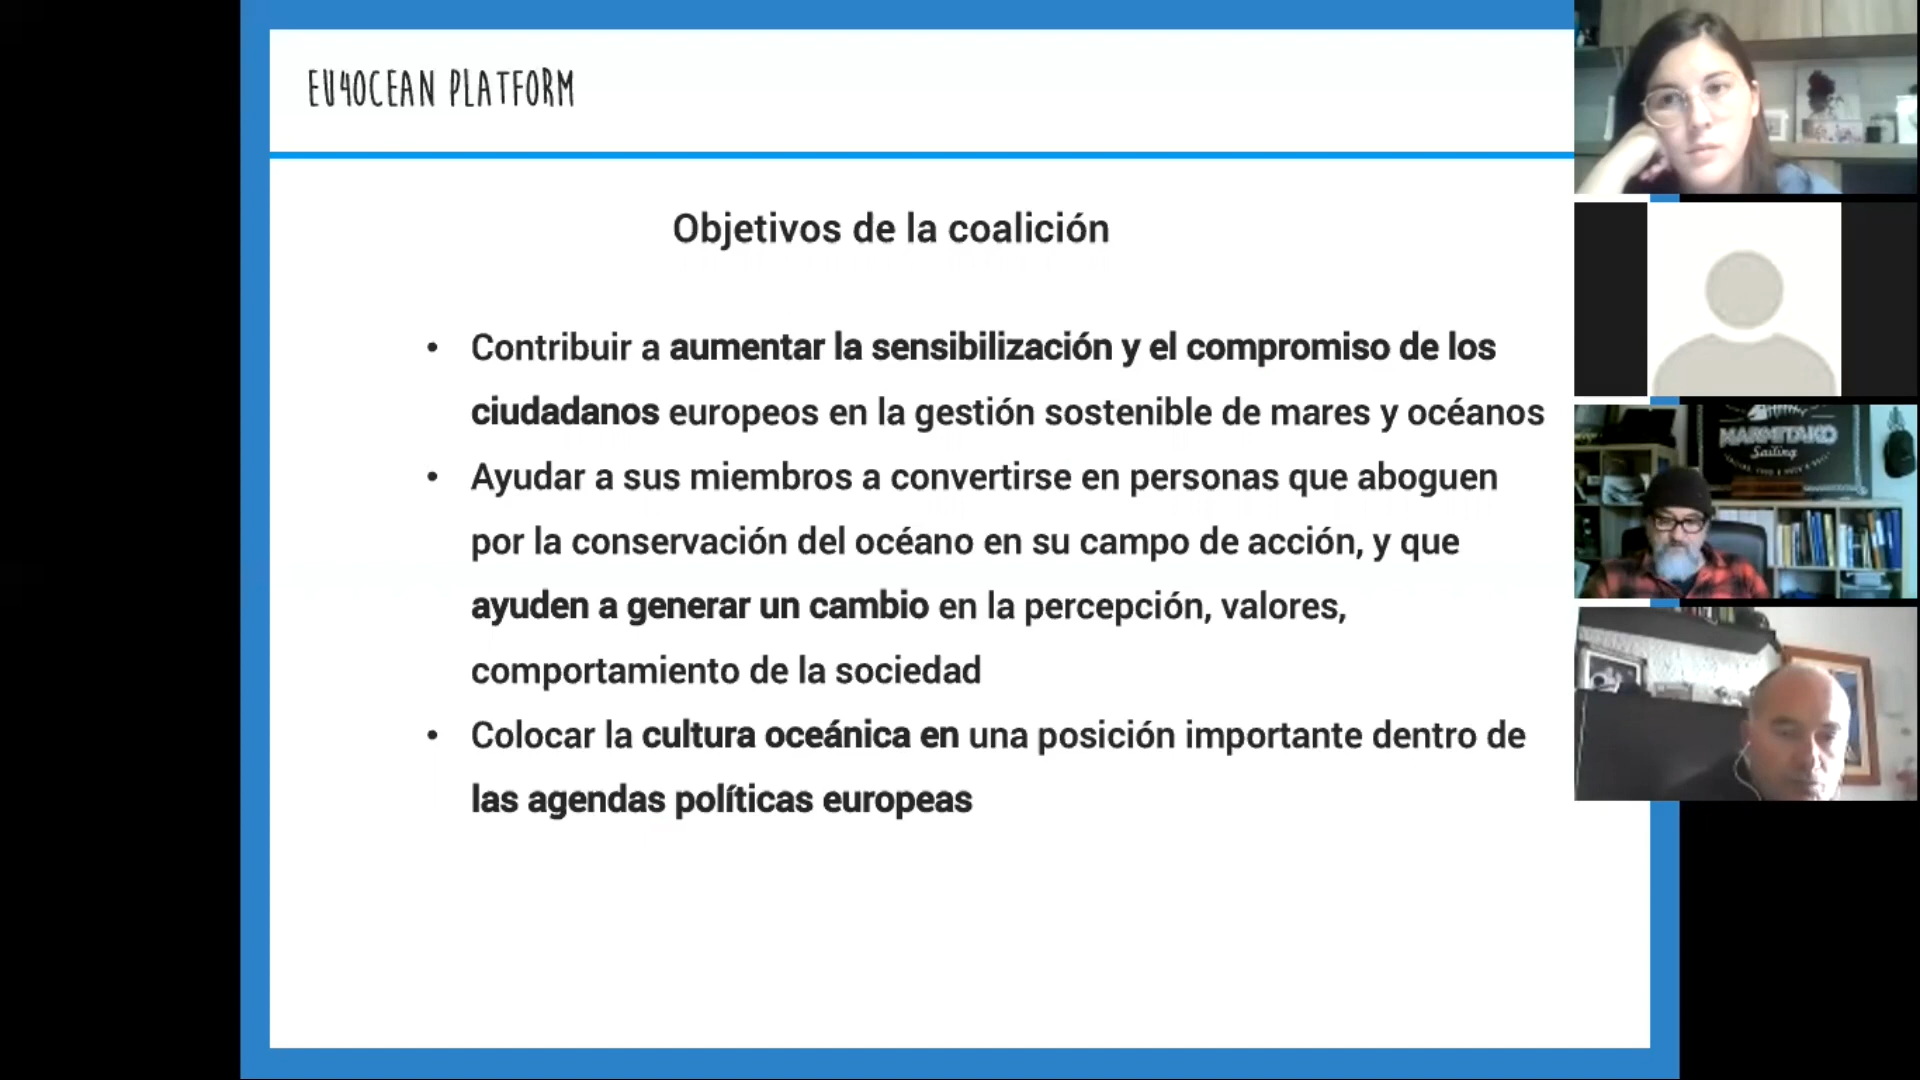 EU4OCEAN PLATFORM
Objetivos de la coalición
• Contribuir a aumentar la sensibilización y el compromiso de los
ciudadanos europeos en la gestión sostenible de mares y océanos
• Ayudar a sus miembros a convertirse en personas que aboguen
por la conservación del océano en su campo de acción, y que
ayuden a generar un cambio en la percepción, valores,
comportamiento de la sociedad
• Colocar la cultura oceánica en una posición importante dentro de
las agendas políticas europeas
MARMITAKO
Sailing